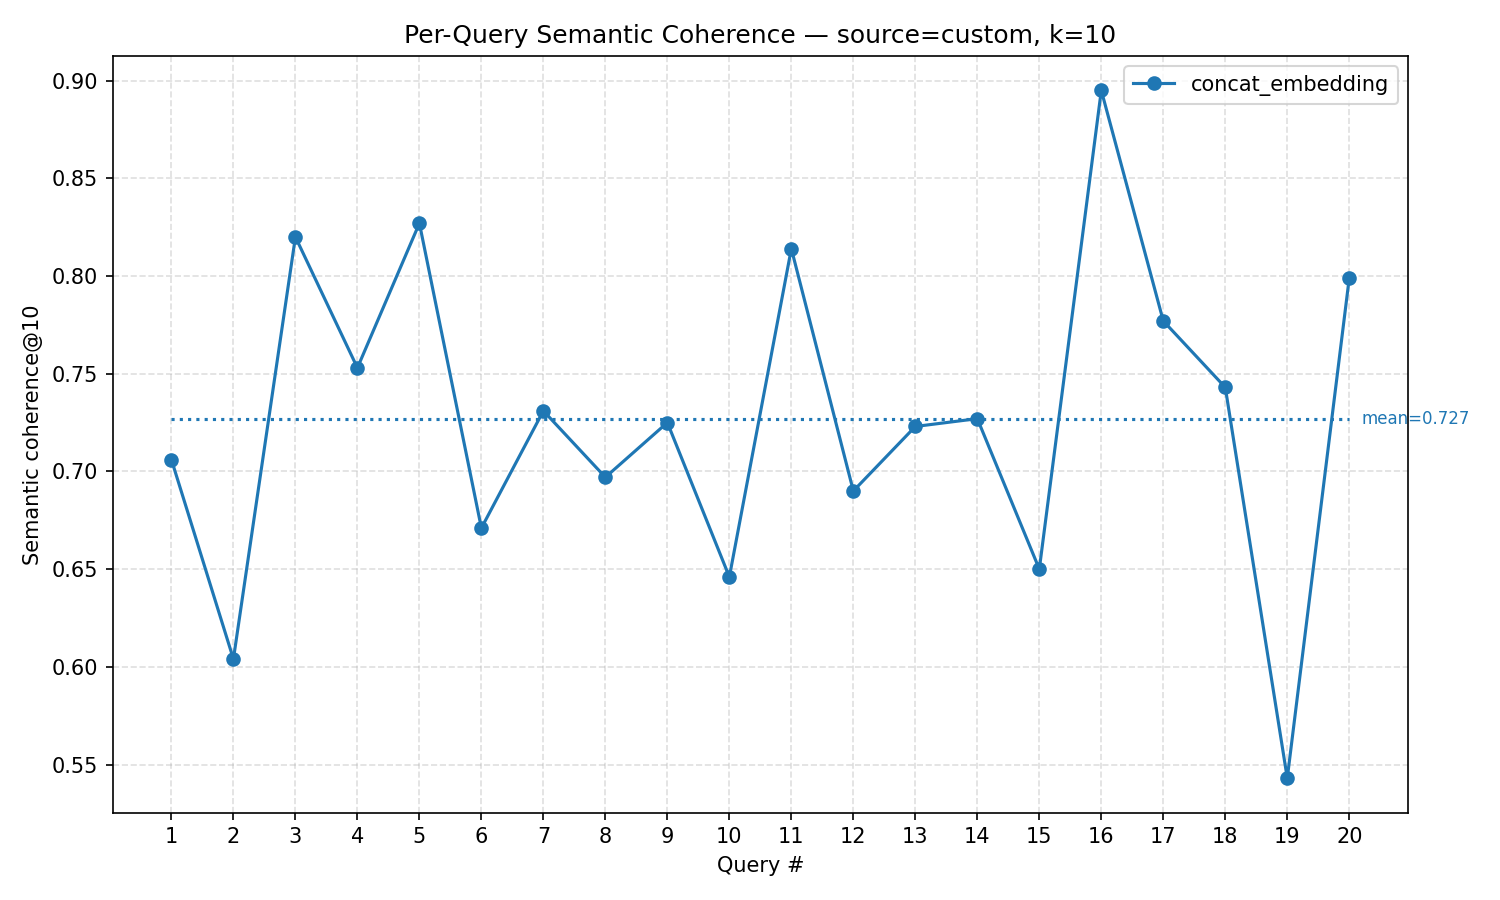 Per-Query Semantic Coherence — source=custom, k=10
concat_embedding
Semantic coherence@10
0.90
0.85
0.80
0.75
0.70
0.65
0.60
0.55
mean=0.727
1 2 3 4 5 6 7 8 9 10 11 12 13 14 15 16 17 18 19 20
Query #